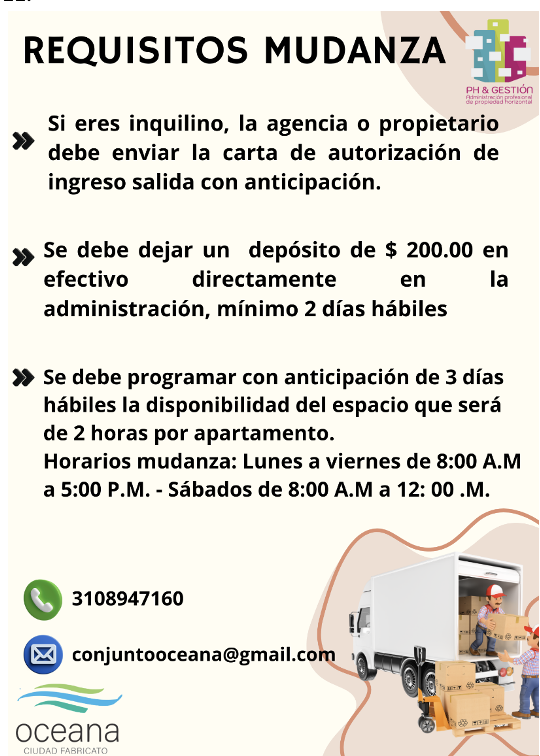 REQUISITOS MUDANZA
PH & GESTIÓN
Administración profesional
de propiedad horizontal
Si eres inquilino, la agencia o propietario
debe enviar la carta de autorización de
ingreso salida con anticipación.
Se debe dejar un depósito de $ 200.00 en
efectivo directamente en la
administración, mínimo 2 días hábiles
Se debe programar con anticipación de 3 días
hábiles la disponibilidad del espacio que será
de 2 horas por apartamento.
Horarios mudanza: Lunes a viernes de 8:00 A.M
a 5:00 P.M. - Sábados de 8:00 A.M a 12: 00 .M.
3108947160
conjuntooceana@gmail.com
oceana
CIUDAD FABRICATO